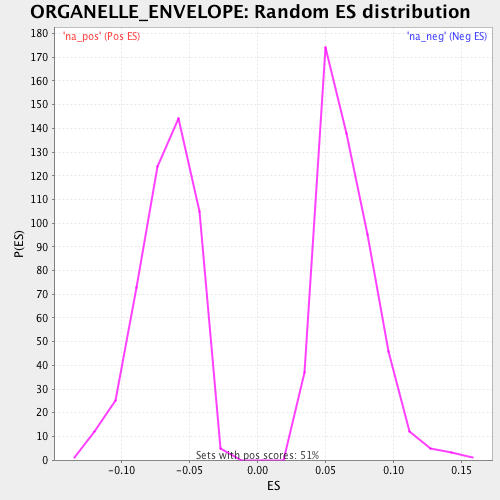 ORGANELLE_ENVELOPE: Random ES distribution
'na_pos' (Pos ES)
'na_neg' (Neg ES)
180
170
160
150
140
130
120
110
100
90
80
70
60
50
40
30
20
10
0
P(ES)
Sets with pos scores: 51%
-0.10 -0.05 0.00 0.05 0.10 0.15
ES